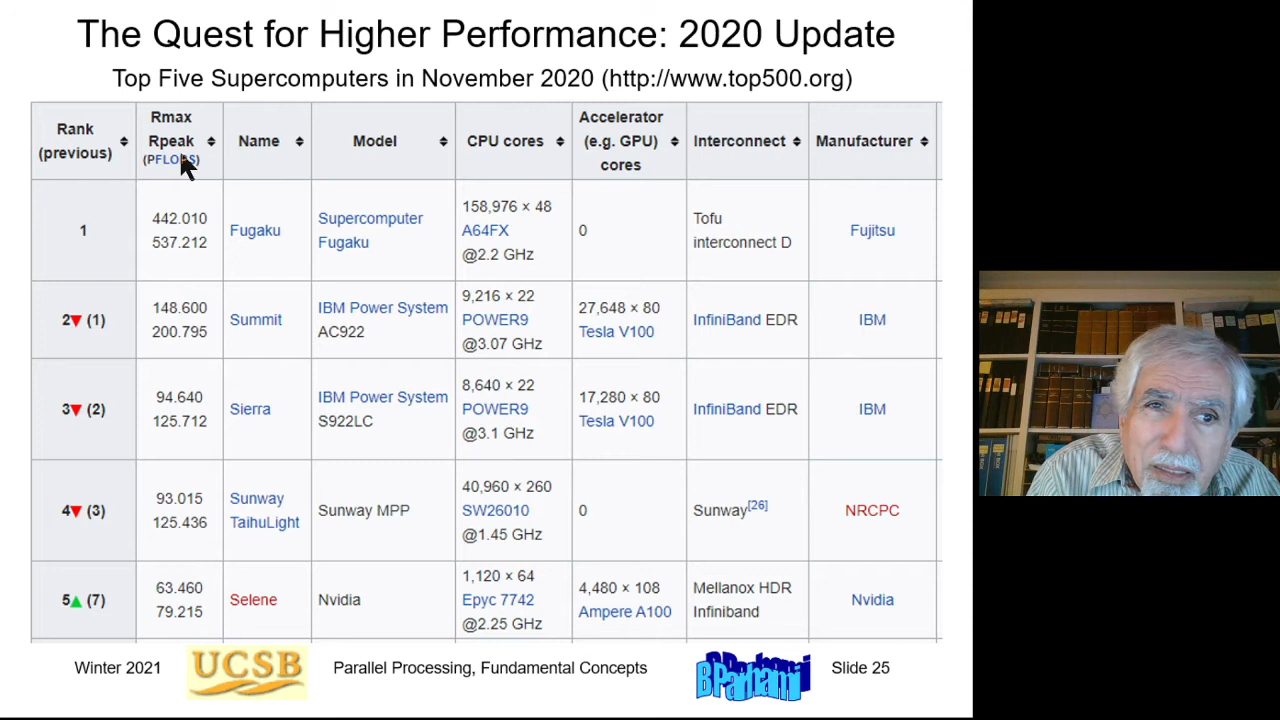 The Quest for Higher Performance: 2020 Update
Top Five Supercomputers in November 2020 (http://www.top500.org)
Rank (previous)
Rmax Rpeak (PFLOPS)
Name
Model
CPU cores
Accelerator (e.g. GPU) cores
Interconnect
Manufacturer
1
442.010
537.212
Fugaku
Supercomputer
Fugaku
158,976 × 48
A64FX
@2.2 GHz
0
Tofu
interconnect D
Fujitsu
2▼ (1)
148.600
200.795
Summit
IBM Power System
AC922
9,216 × 22
POWER9
@3.07 GHz
27,648 × 80
Tesla V100
InfiniBand EDR
IBM
3▼ (2)
94.640
125.712
Sierra
IBM Power System
S922LC
8,640 × 22
POWER9
@3.1 GHz
17,280 × 80
Tesla V100
InfiniBand EDR
IBM
4▼ (3)
93.015
125.436
Sunway
TaihuLight
Sunway MPP
40,960 × 260
SW26010
@1.45 GHz
0
Sunway[26]
NRCPC
5▲ (7)
63.460
79.215
Selene
Nvidia
1,120 × 64
Epyc 7742
@2.25 GHz
4,480 × 108
Ampere A100
Mellanox HDR
Infiniband
Nvidia
Winter 2021
UCSB
Parallel Processing, Fundamental Concepts
BParhami
Slide 25